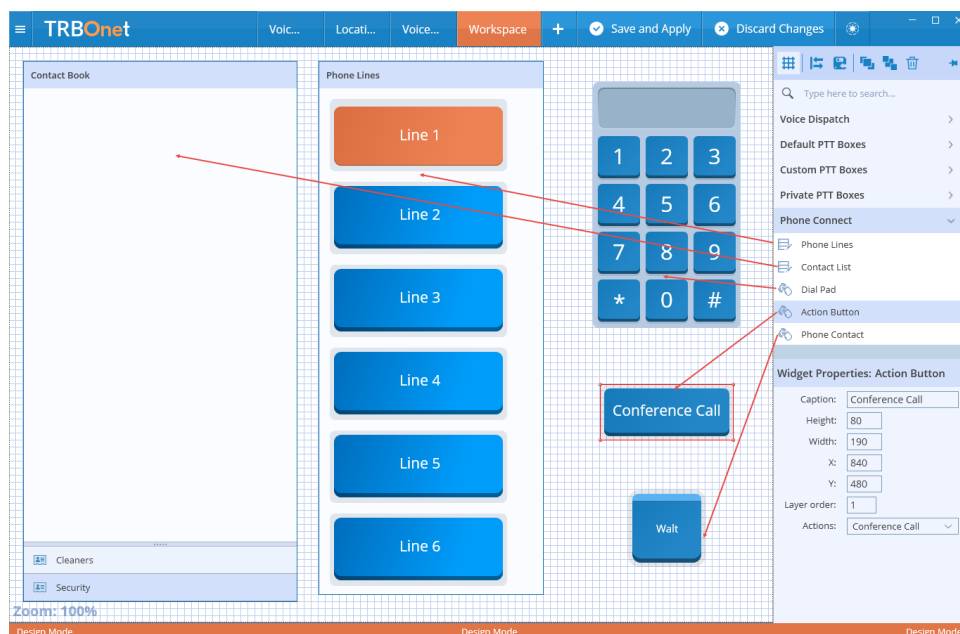 TRBOnet
Voic...
Locati...
Voice...
Workspace
+
Save and Apply
Discard Changes
Contact Book
Cleaners
Security
Zoom: 100%
Phone Lines
Line 1
Line 2
Line 3
Line 4
Line 5
Line 6
1 2 3
4 5 6
7 8 9
* 0 #
Conference Call
Walt
Type here to search...
Voice Dispatch
Default PTT Boxes
Custom PTT Boxes
Private PTT Boxes
Phone Connect
Phone Lines
Contact List
Dial Pad
Action Button
Phone Contact
Widget Properties: Action Button
Caption: Conference Call
Height: 80
Width: 190
X: 840
Y: 480
Layer order: 1
Actions: Conference Call
Design Mode
Design Mode
Design Mode